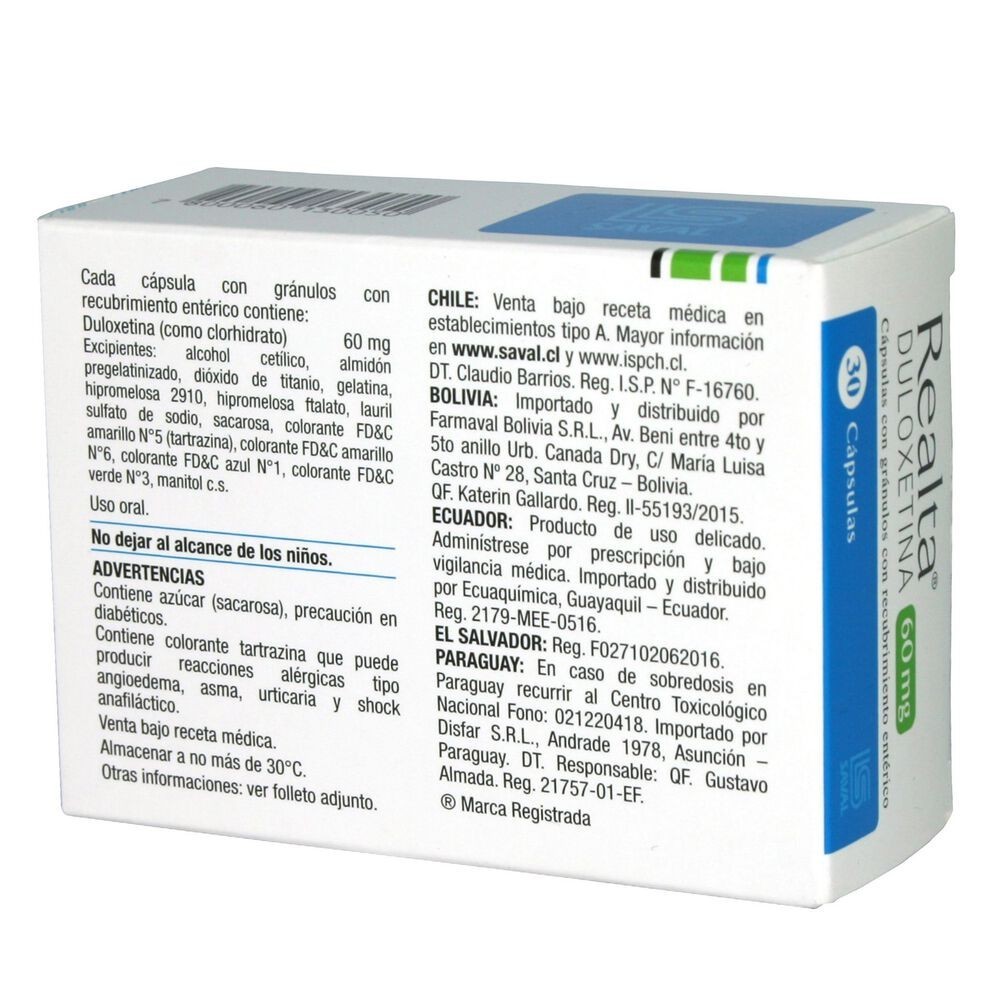 SAVAL
Cada cápsula con gránulos con
recubrimiento entérico contiene:
Duloxetina (como clorhidrato) 60 mg
Excipientes: alcohol cetílico, almidón
pregelatinizado, dióxido de titanio, gelatina,
hipromelosa 2910, hipromelosa ftalato, lauril
sulfato de sodio, sacarosa, colorante FD&C
amarillo N°5 (tartrazina), colorante FD&C amarillo
N°6, colorante FD&C azul N°1, colorante FD&C
verde N°3, manitol c.s.
Uso oral.
No dejar al alcance de los niños.
ADVERTENCIAS
Contiene azúcar (sacarosa), precaución en
diabéticos.
Contiene colorante tartrazina que puede
producir reacciones alérgicas tipo
angioedema, asma, urticaria y shock
anafiláctico.
Venta bajo receta médica.
Almacenar a no más de 30°C.
Otras informaciones: ver folleto adjunto.
CHILE: Venta bajo receta médica en
establecimientos tipo A. Mayor información
en www.saval.cl y www.ispch.cl.
DT. Claudio Barrios. Reg. I.S.P. N° F-16760.
BOLIVIA: Importado y distribuido por
Farmaval Bolivia S.R.L., Av. Beni entre 4to y
5to anillo Urb. Canada Dry, C/ María Luisa
Castro Nº 28, Santa Cruz – Bolivia.
QF. Katerin Gallardo. Reg. II-55193/2015.
ECUADOR: Producto de uso delicado.
Adminístrese por prescripción y bajo
vigilancia médica. Importado y distribuido
por Ecuaquímica, Guayaquil – Ecuador.
Reg. 2179-MEE-0516.
EL SALVADOR: Reg. F027102062016.
PARAGUAY: En caso de sobredosis en
Paraguay recurrir al Centro Toxicológico
Nacional Fono: 021220418. Importado por
Disfar S.R.L., Andrade 1978, Asunción –
Paraguay. DT. Responsable: QF. Gustavo
Almada. Reg. 21757-01-EF.
® Marca Registrada
Realta®
DULOXETINA 60 mg
Cápsulas con gránulos con recubrimiento entérico
30 Cápsulas
SAVAL